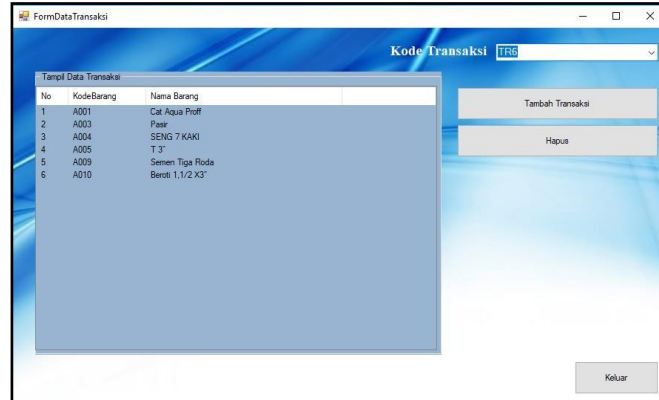 FormDataTransaksi
Kode Transaksi TR6
Tampil Data Transaksi
No KodeBarang Nama Barang
1 A001 Cat Aqua Proff
2 A003 Pasir
3 A004 SENG 7 KAKI
4 A005 T 3"
5 A009 Semen Tiga Roda
6 A010 Beroti 1,1/2 X3"
Tambah Transaksi
Hapus
Keluar